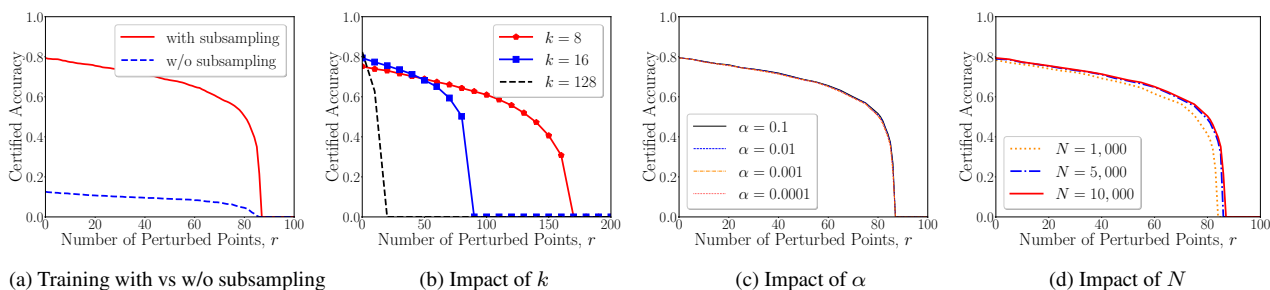 1.0
0.8
0.6
0.4
0.2
0.0
Certified Accuracy
with subsampling
w/o subsampling
0 20 40 60 80 100
Number of Perturbed Points, r
(a) Training with vs w/o subsampling
1.0
0.8
0.6
0.4
0.2
0.0
Certified Accuracy
k = 8
k = 16
k = 128
0 50 100 150 200
Number of Perturbed Points, r
(b) Impact of k
1.0
0.8
0.6
0.4
0.2
0.0
Certified Accuracy
α = 0.1
α = 0.01
α = 0.001
α = 0.0001
0 20 40 60 80 100
Number of Perturbed Points, r
(c) Impact of α
1.0
0.8
0.6
0.4
0.2
0.0
Certified Accuracy
N = 1,000
N = 5,000
N = 10,000
0 20 40 60 80 100
Number of Perturbed Points, r
(d) Impact of N